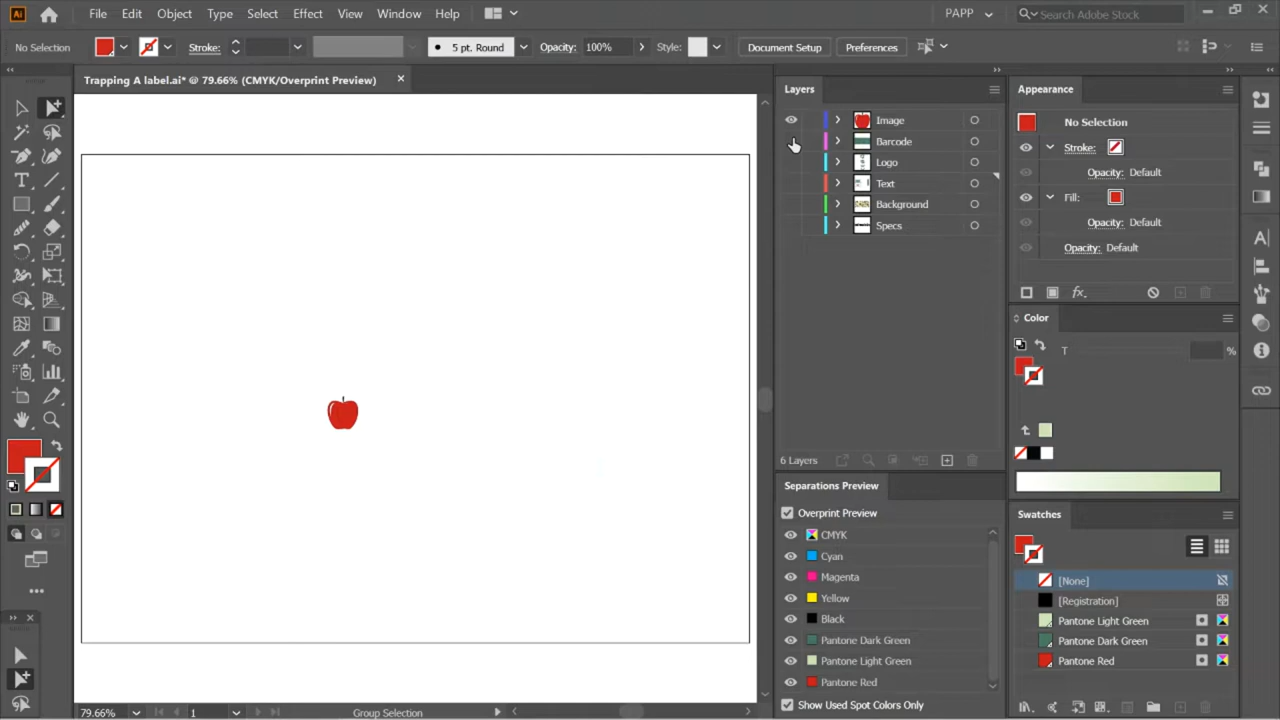 Ai
File Edit Object Type Select Effect View Window Help
PAPP
Search Adobe Stock
No Selection
Stroke:
5 pt. Round
Opacity: 100%
Style:
Document Setup
Preferences
Trapping A label.ai* @ 79.66% (CMYK/Overprint Preview)
Layers
Image
Barcode
Logo
Text
Background
Specs
6 Layers
Separations Preview
Overprint Preview
CMYK
Cyan
Magenta
Yellow
Black
Pantone Dark Green
Pantone Light Green
Pantone Red
Show Used Spot Colors Only
Appearance
No Selection
Stroke:
Opacity: Default
Fill:
Opacity: Default
Opacity: Default
fx.
Color
T
%
Swatches
[None]
[Registration]
Pantone Light Green
Pantone Dark Green
Pantone Red
79.66%
1
Group Selection